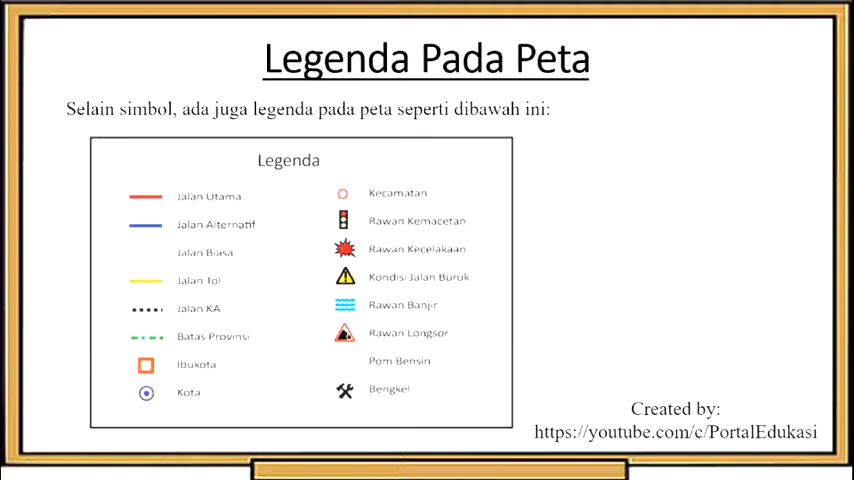 Legenda Pada Peta
Selain simbol, ada juga legenda pada peta seperti dibawah ini:
Legenda
Jalan Utama
Jalan Alternatif
Jalan Biasa
Jalan Tol
Jalan KA
Batas Provinsi
Ibukota
Kota
Kecamatan
Rawan Kemacetan
Rawan Kecelakaan
Kondisi Jalan Buruk
Rawan Banjir
Rawan Longsor
Pom Bensin
Bengkel
Created by:
https://youtube.com/c/PortalEdukasi